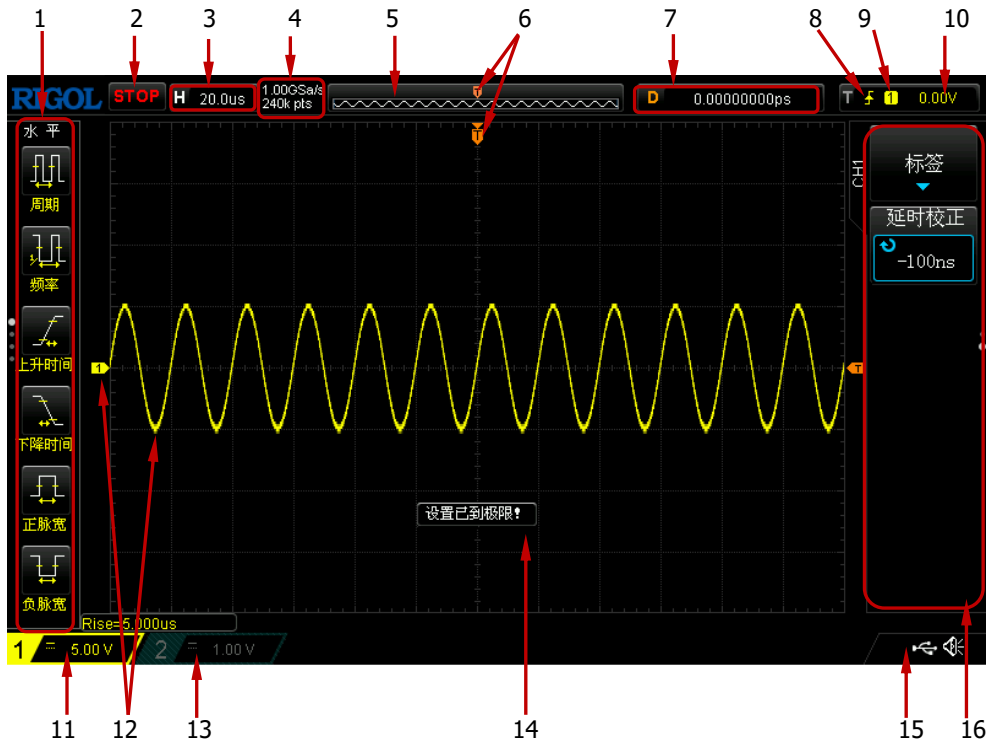 1 2 3 4 5 6 7 8 9 10
RIGOL STOP H 20.0us 1.00GSa/s T D 0.00000000ps T 1 0.00V
240k pts
水 平
T
CH1
标签
周期
延时校正
-100ns
频率
上升时间
1
T
下降时间
正脉宽
设置已到极限!
负脉宽
Rise=5.000us
1 5.00 V 2 1.00 V
11 12 13 14 15 16